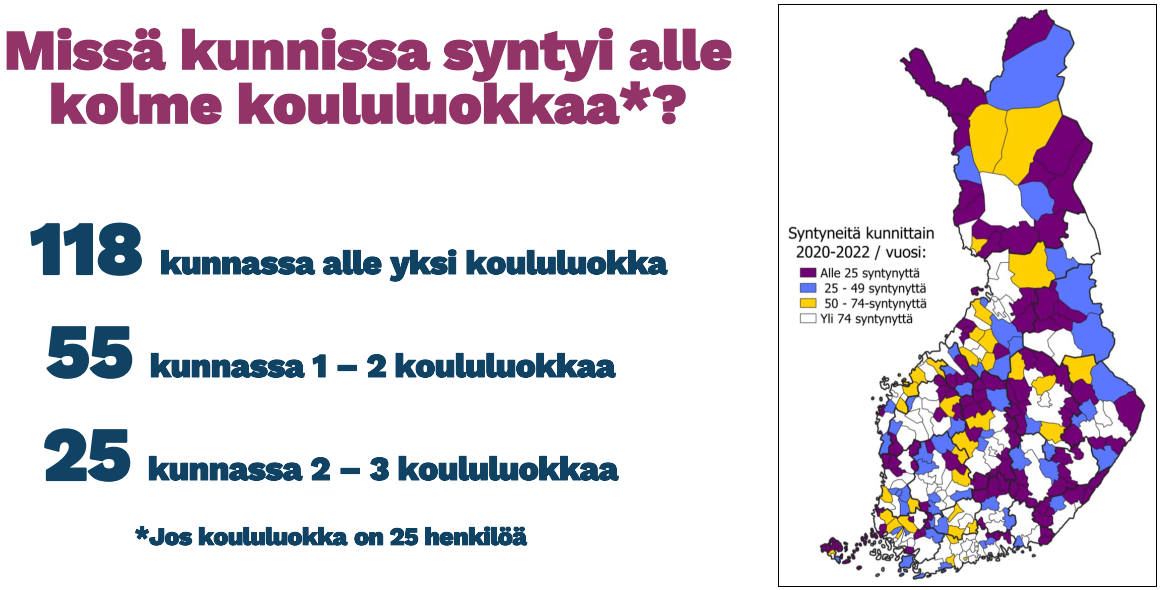 Missä kunnissa syntyi alle
kolme koululuokkaa*?
118 kunnassa alle yksi koululuokka
55 kunnassa 1 – 2 koululuokkaa
25 kunnassa 2 – 3 koululuokkaa
*Jos koululuokka on 25 henkilöä
Syntyneitä kunnittain
2020-2022 / vuosi:
Alle 25 syntynyttä
25 - 49 syntynyttä
50 - 74-syntynyttä
Yli 74 syntynyttä